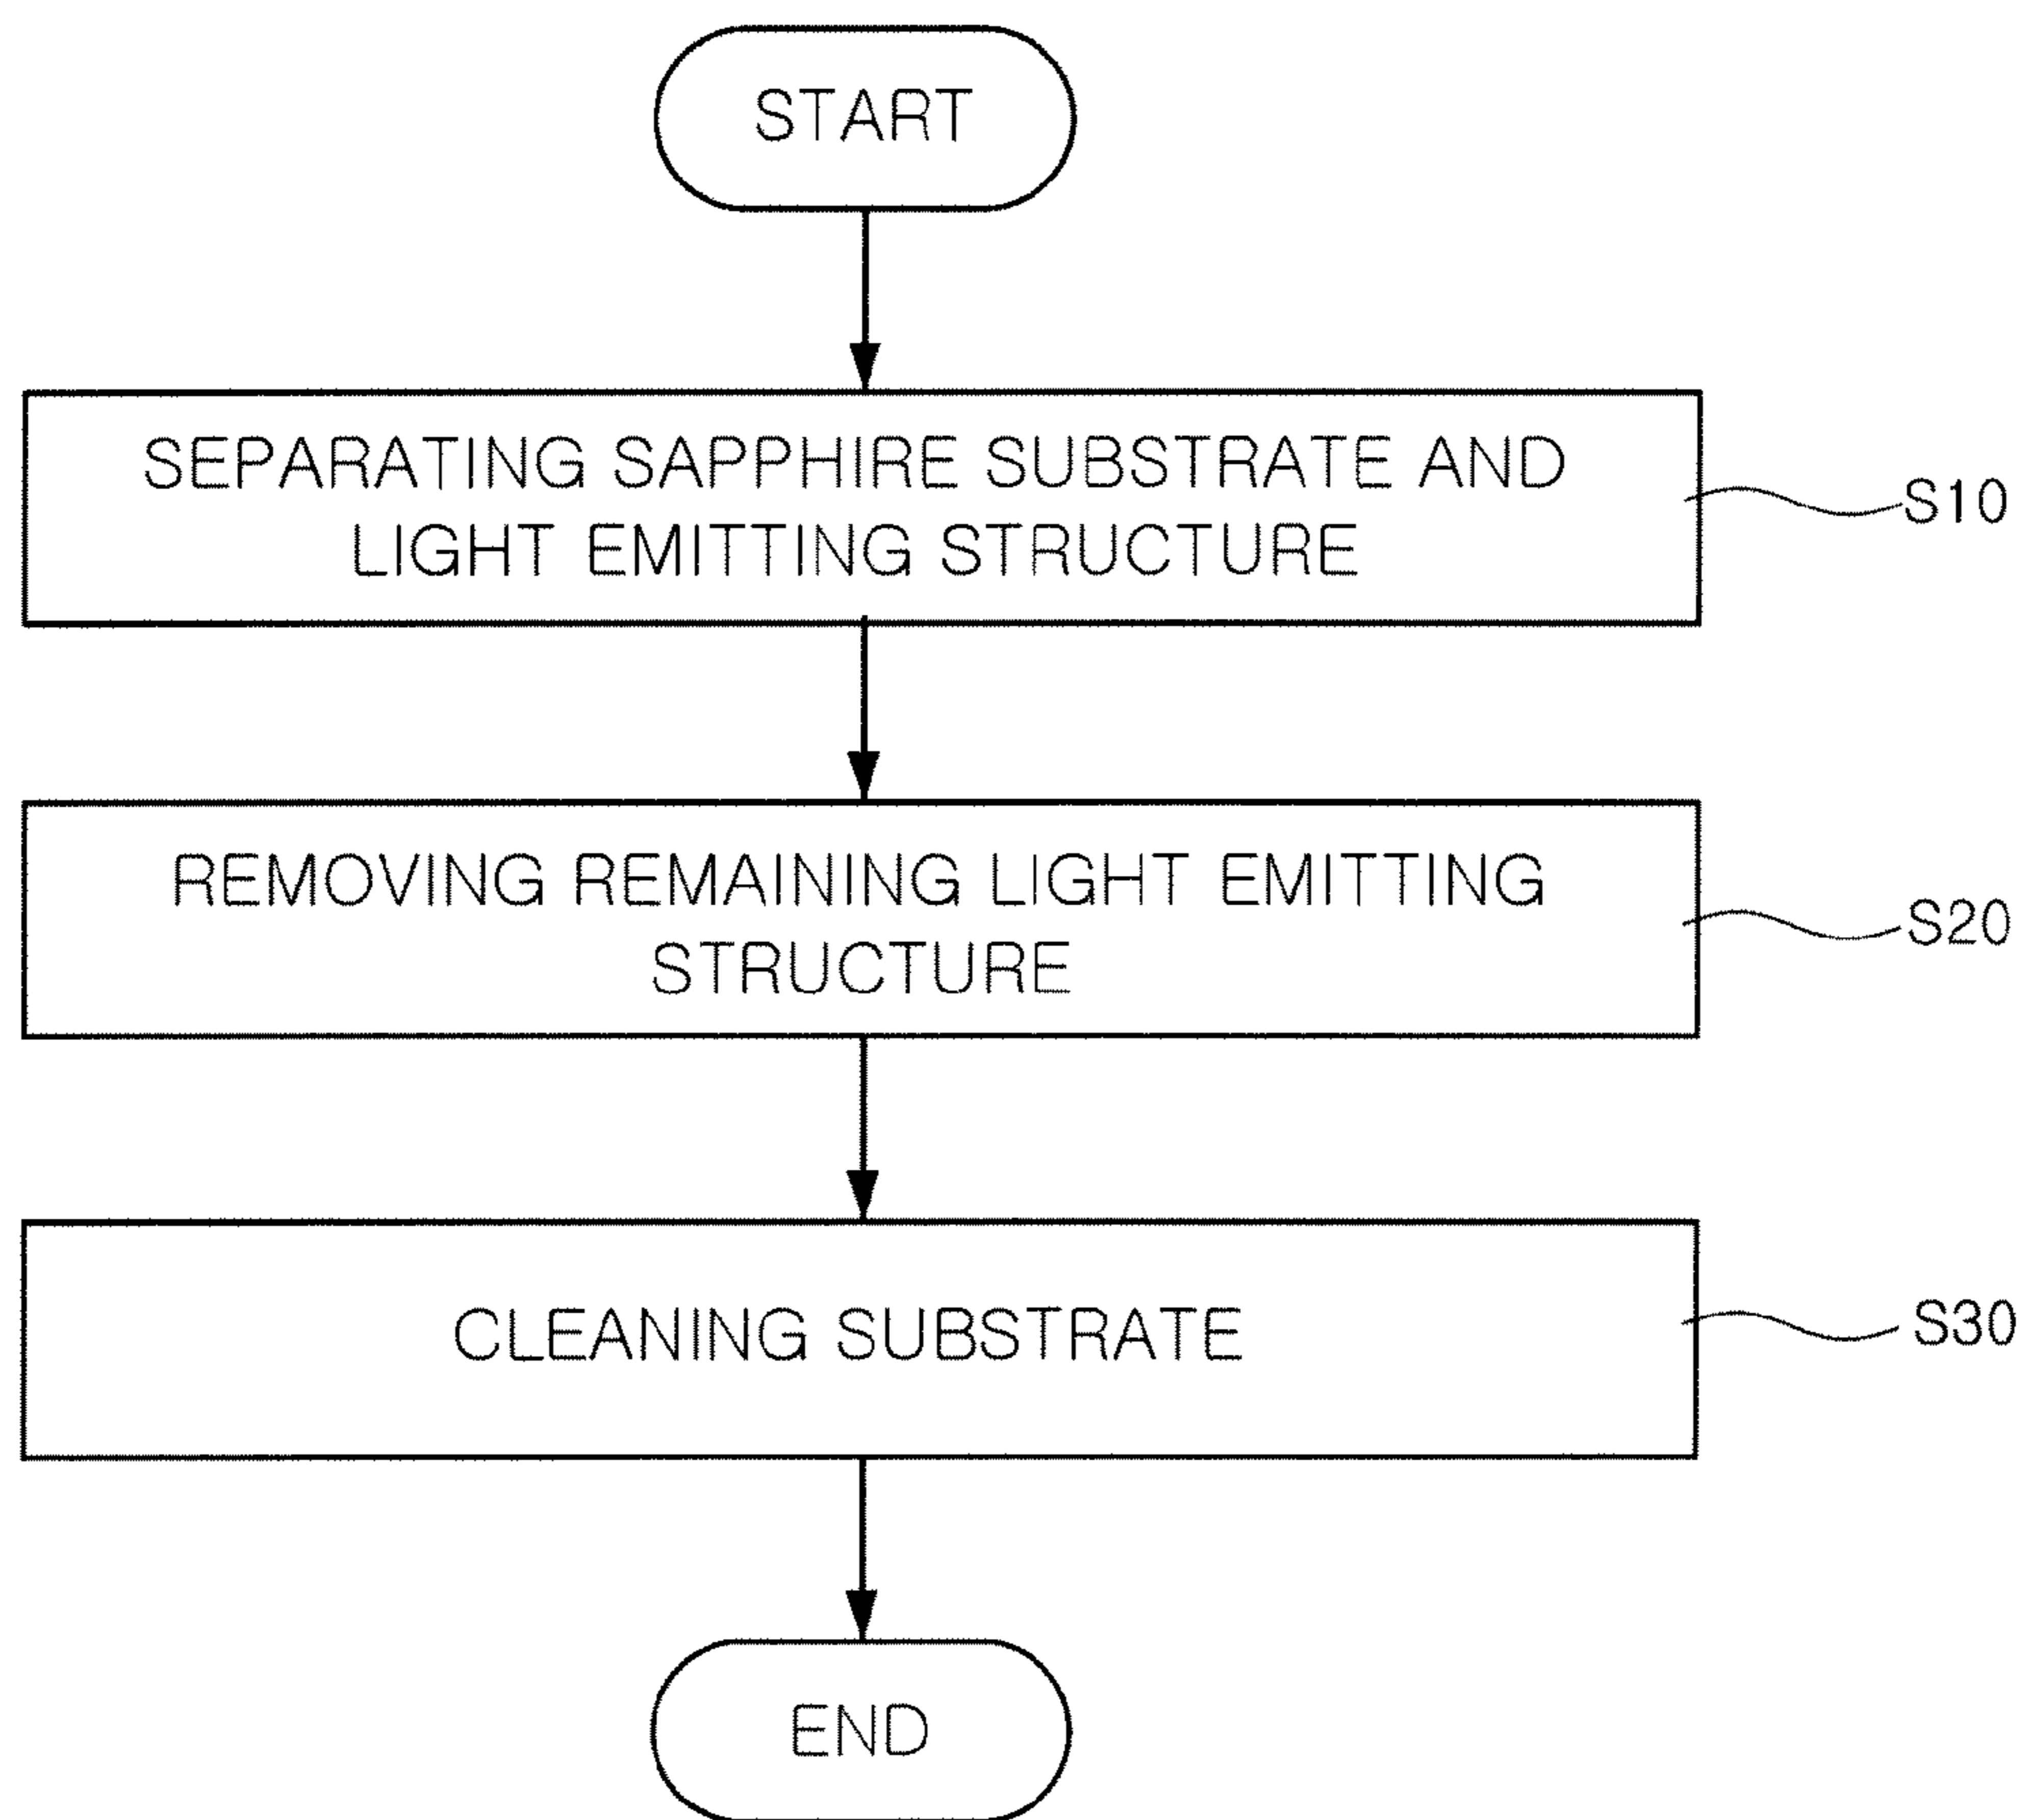 START
SEPARATING SAPPHIRE SUBSTRATE AND
LIGHT EMITTING STRUCTURE
S10
REMOVING REMAINING LIGHT EMITTING
STRUCTURE
S20
CLEANING SUBSTRATE
S30
END